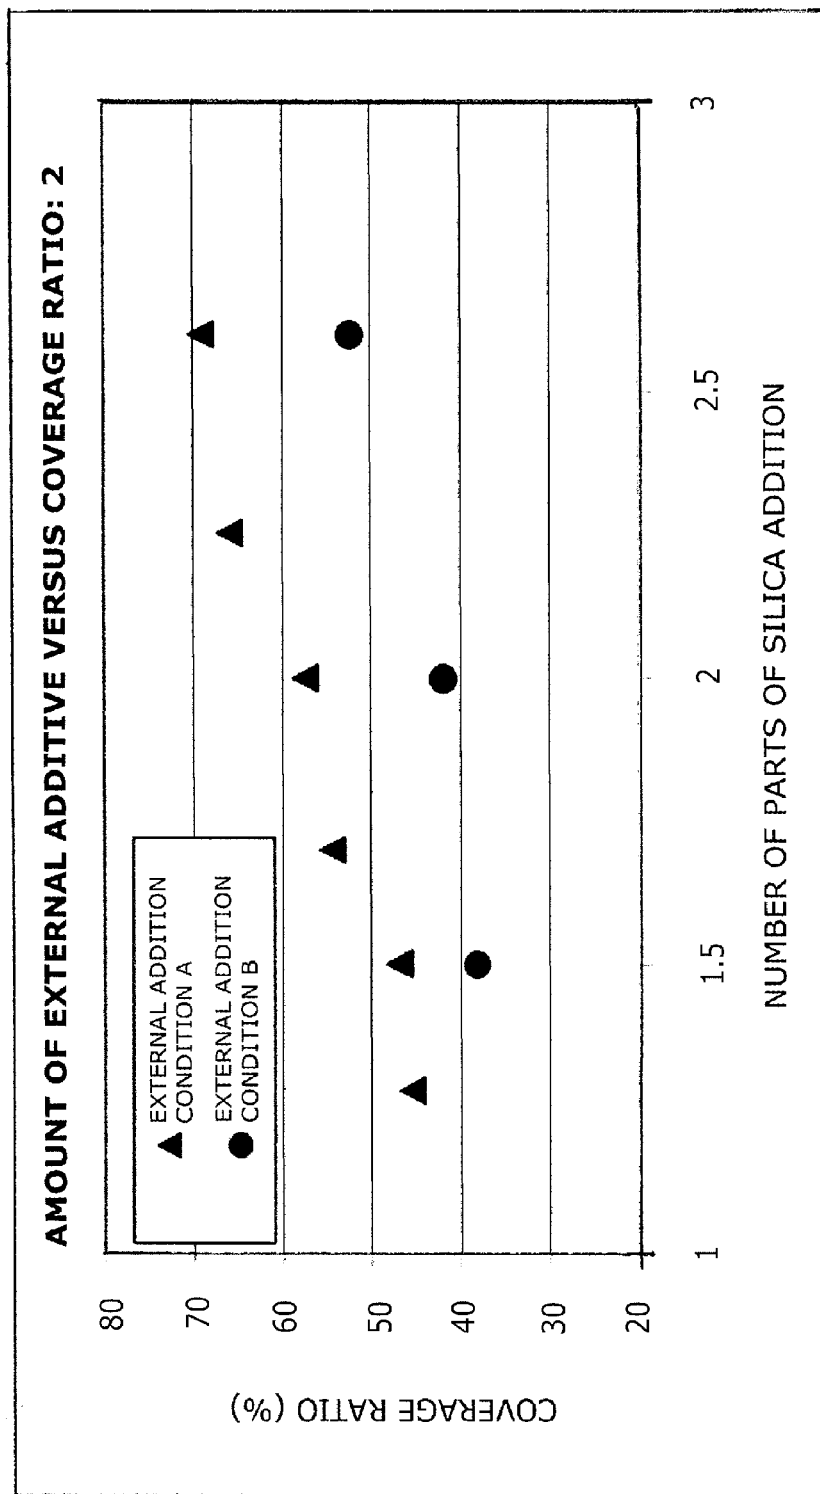 AMOUNT OF EXTERNAL ADDITIVE VERSUS COVERAGE RATIO: 2
EXTERNAL ADDITION
CONDITION A
EXTERNAL ADDITION
CONDITION B
COVERAGE RATIO (%)
80
70
60
50
40
30
20
1
1.5
2
2.5
3
NUMBER OF PARTS OF SILICA ADDITION